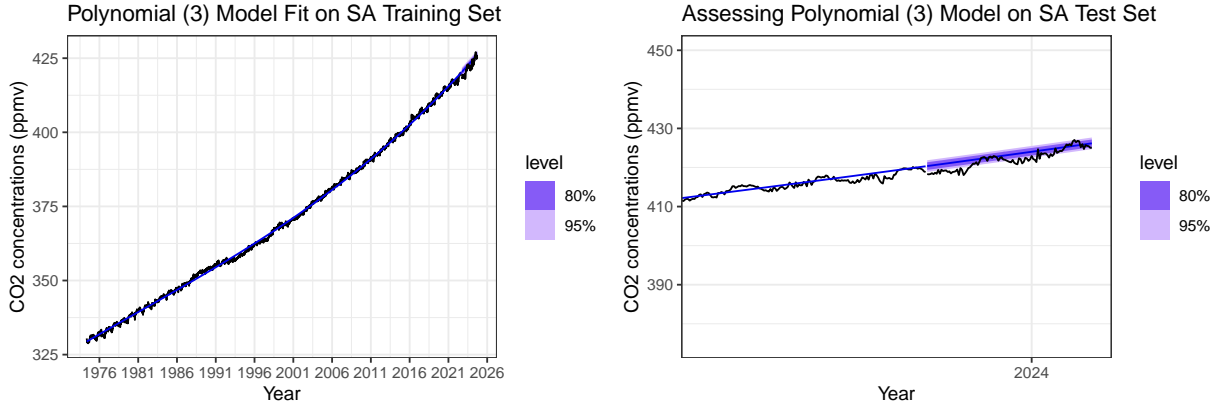 Polynomial (3) Model Fit on SA Training Set
425
400
375
350
325
CO2 concentrations (ppmv)
1976 1981 1986 1991 1996 2001 2006 2011 2016 2021 2026
Year
level
80%
95%
Assessing Polynomial (3) Model on SA Test Set
450
430
410
390
CO2 concentrations (ppmv)
2024
Year
level
80%
95%